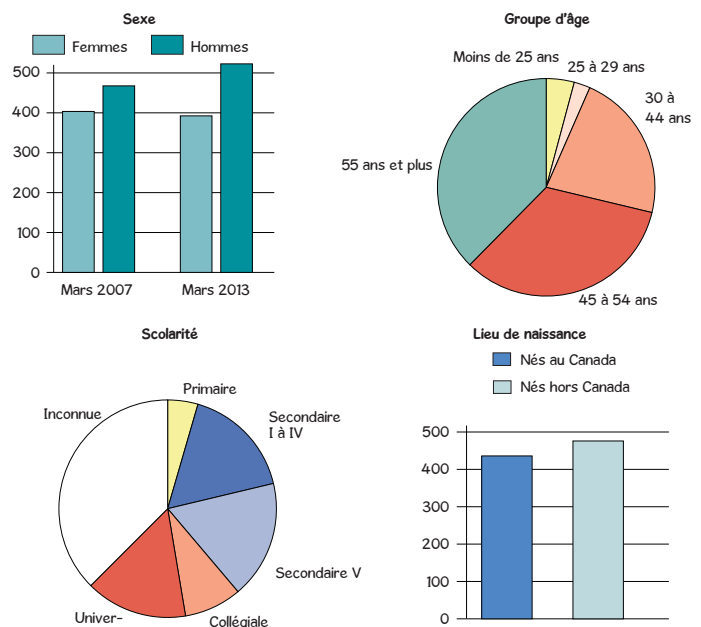 Sexe
Femmes Hommes
500
400
300
200
100
0
Mars 2007 Mars 2013
Groupe d'âge
Moins de 25 ans
25 à 29 ans
30 à
44 ans
55 ans et plus
45 à 54 ans
Scolarité
Primaire
Inconnue
Secondaire
I à IV
Secondaire V
Univer-
Collégiale
Lieu de naissance
Nés au Canada
Nés hors Canada
500
400
300
200
100
0